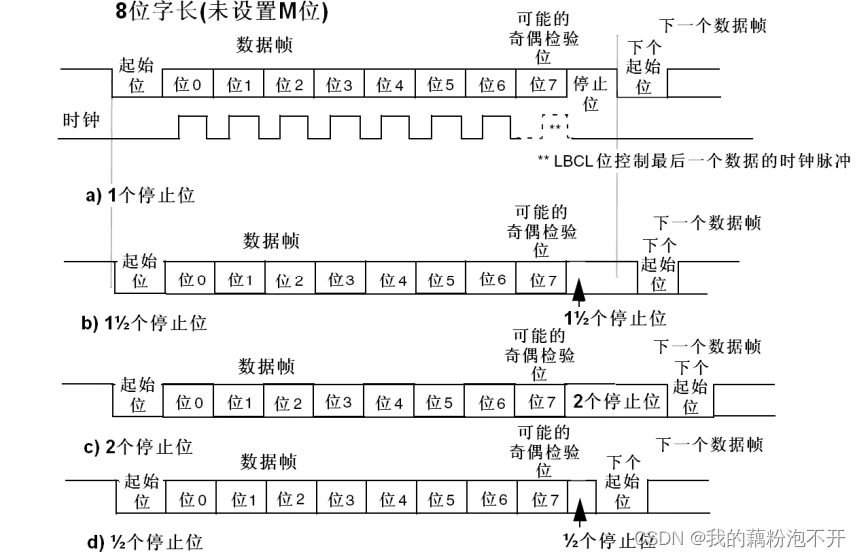 8位字长(未设置M位)
可能的
奇偶检验
位
下一个数据帧
数据帧
下个
起始
位
起始
位
位0
位1
位2
位3
位4
位5
位6
位7
停止
位
时钟
**
** LBCL位控制最后一个数据的时钟脉冲
a) 1个停止位
可能的
奇偶检验
位
下一个数据帧
数据帧
下个
起始
位
起始
位
位0
位1
位2
位3
位4
位5
位6
位7
b) 1½个停止位
1½个停止位
可能的
奇偶检验
位
下一个数据帧
数据帧
下个
起始
位
起始
位
位0
位1
位2
位3
位4
位5
位6
位7
2个停止位
c) 2个停止位
可能的
奇偶检验
位
下一个数据帧
数据帧
下个
起始
位
起始
位
位0
位1
位2
位3
位4
位5
位6
位7
d) ½个停止位
½个停止位
CSDN @我的藕粉泡不开